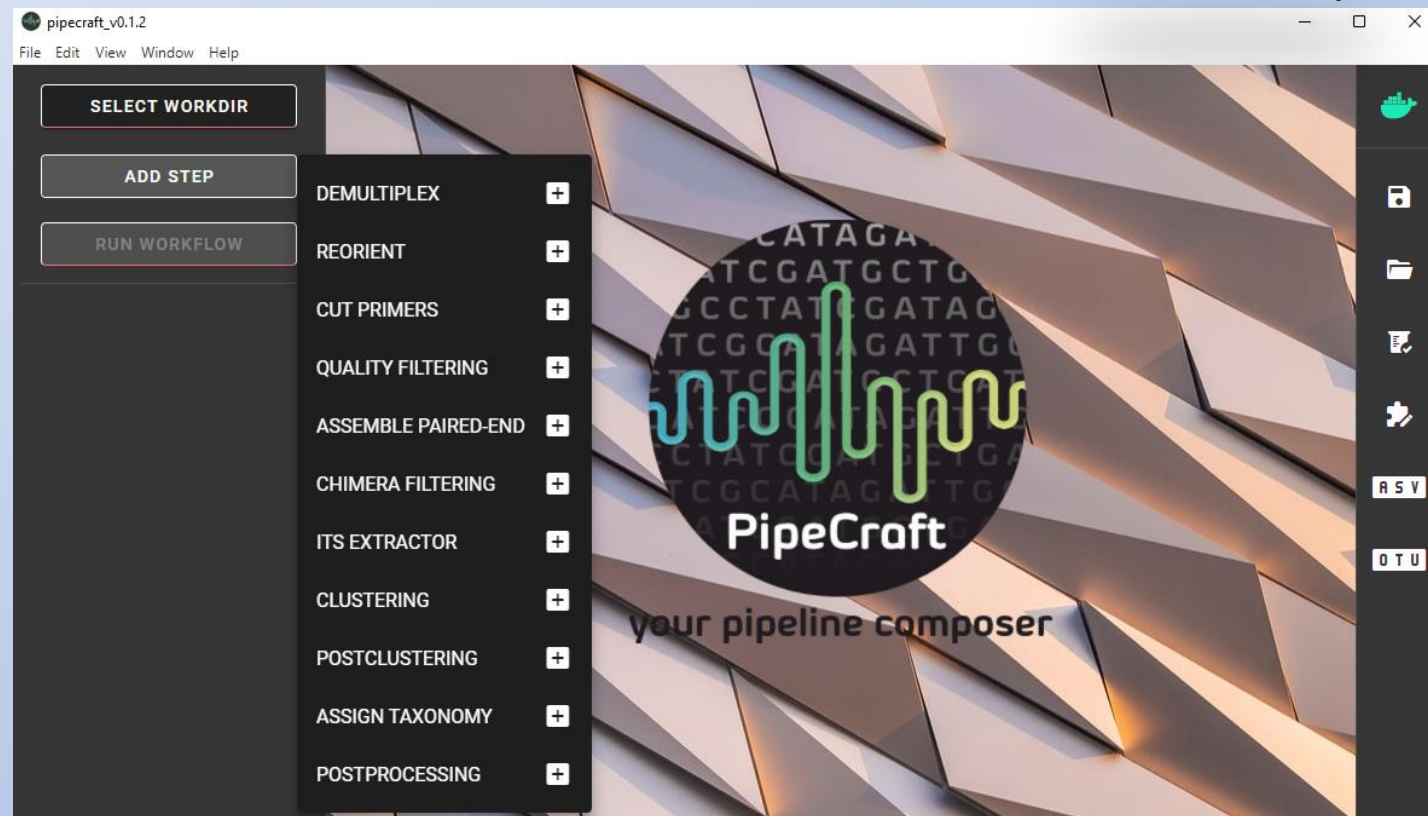 pipecraft_v0.1.2
File Edit View Window Help
SELECT WORKDIR
ADD STEP
RUN WORKFLOW
DEMULTIPLEX
REORIENT
CUT PRIMERS
QUALITY FILTERING
ASSEMBLE PAIRED-END
CHIMERA FILTERING
ITS EXTRACTOR
CLUSTERING
POSTCLUSTERING
ASSIGN TAXONOMY
POSTPROCESSING
PipeCraft
your pipeline composer
ASV
OTU